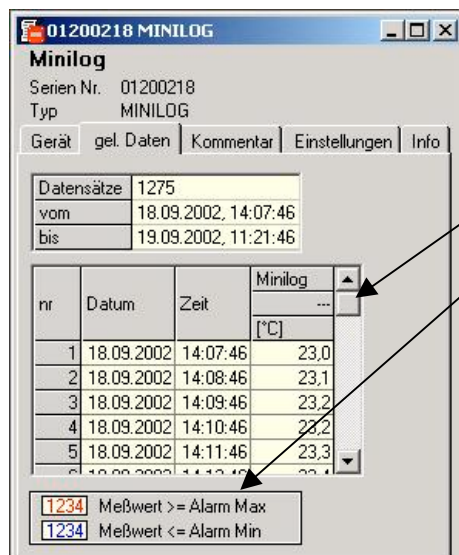 01200218 MINILOG
Minilog
Serien Nr. 01200218
Typ MINILOG
Gerät gel. Daten Kommentar Einstellungen Info
Datensätze 1275
vom 18.09.2002, 14:07:46
bis 19.09.2002, 11:21:46
nr Datum Zeit Minilog
---
[°C]
1 18.09.2002 14:07:46 23,0
2 18.09.2002 14:08:46 23,1
3 18.09.2002 14:09:46 23,2
4 18.09.2002 14:10:46 23,2
5 18.09.2002 14:11:46 23,3
1234 Meßwert >= Alarm Max
1234 Meßwert <= Alarm Min